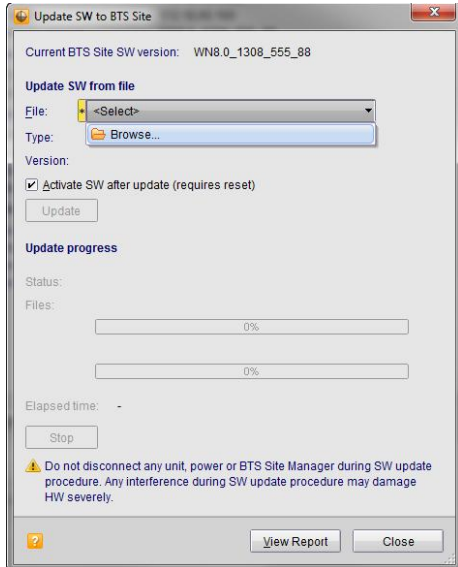 Update SW to BTS Site
Current BTS Site SW version: WN8.0_1308_555_88
Update SW from file
File: * <Select>
Browse...
Type:
Version:
Activate SW after update (requires reset)
Update
Update progress
Status:
Files:
0%
0%
Elapsed time: -
Stop
Do not disconnect any unit, power or BTS Site Manager during SW update
procedure. Any interference during SW update procedure may damage
HW severely.
? View Report Close